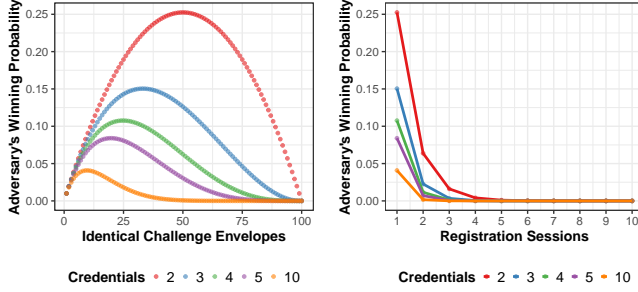 Adversary's Winning Probability
0.25
0.20
0.15
0.10
0.05
0.00
1
25
50
75
100
Identical Challenge Envelopes
Credentials 2 3 4 5 10
Adversary's Winning Probability
0.25
0.20
0.15
0.10
0.05
0.00
1 2 3 4 5 6 7 8 9 10
Registration Sessions
Credentials 2 3 4 5 10